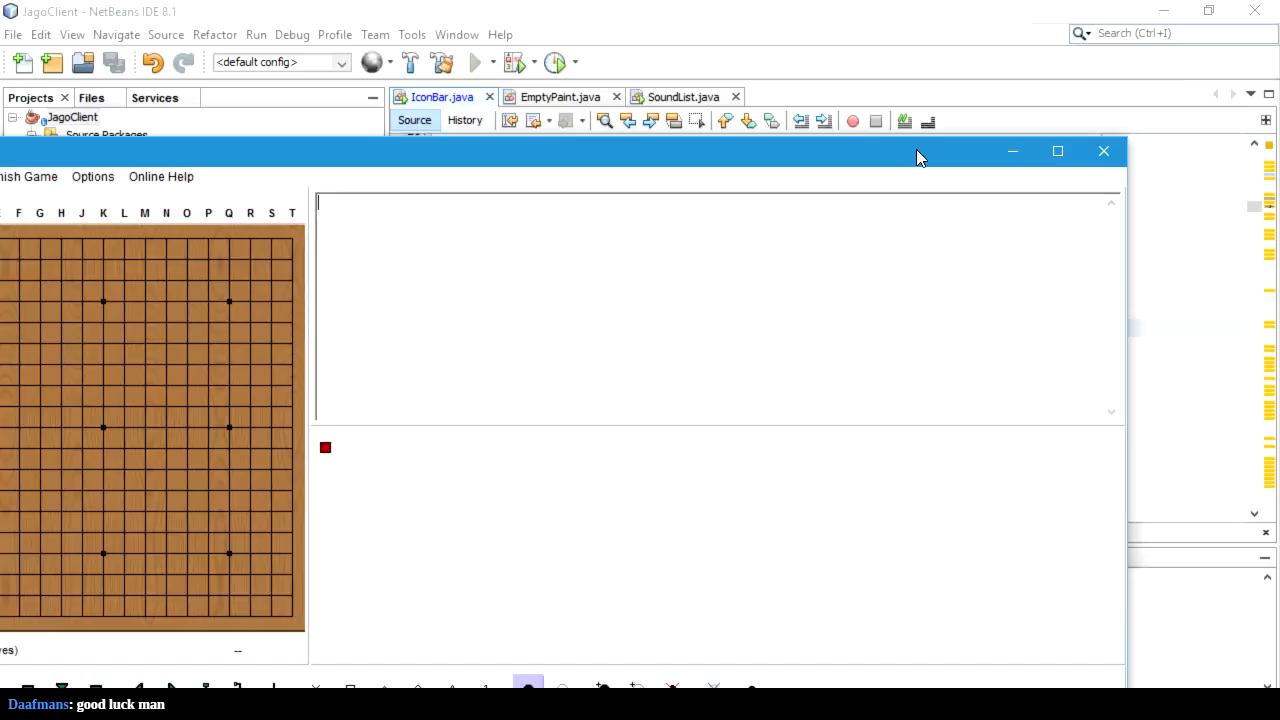 JagoClient - NetBeans IDE 8.1
File Edit View Navigate Source Refactor Run Debug Profile Team Tools Window Help
Search (Ctrl+I)
<default config>
Projects Files Services
IconBar.java EmptyPaint.java SoundList.java
JagoClient
Source History
Source Packages
nish Game Options Online Help
F G H J K L M N O P Q R S T
ves) --
Daafmans: good luck man